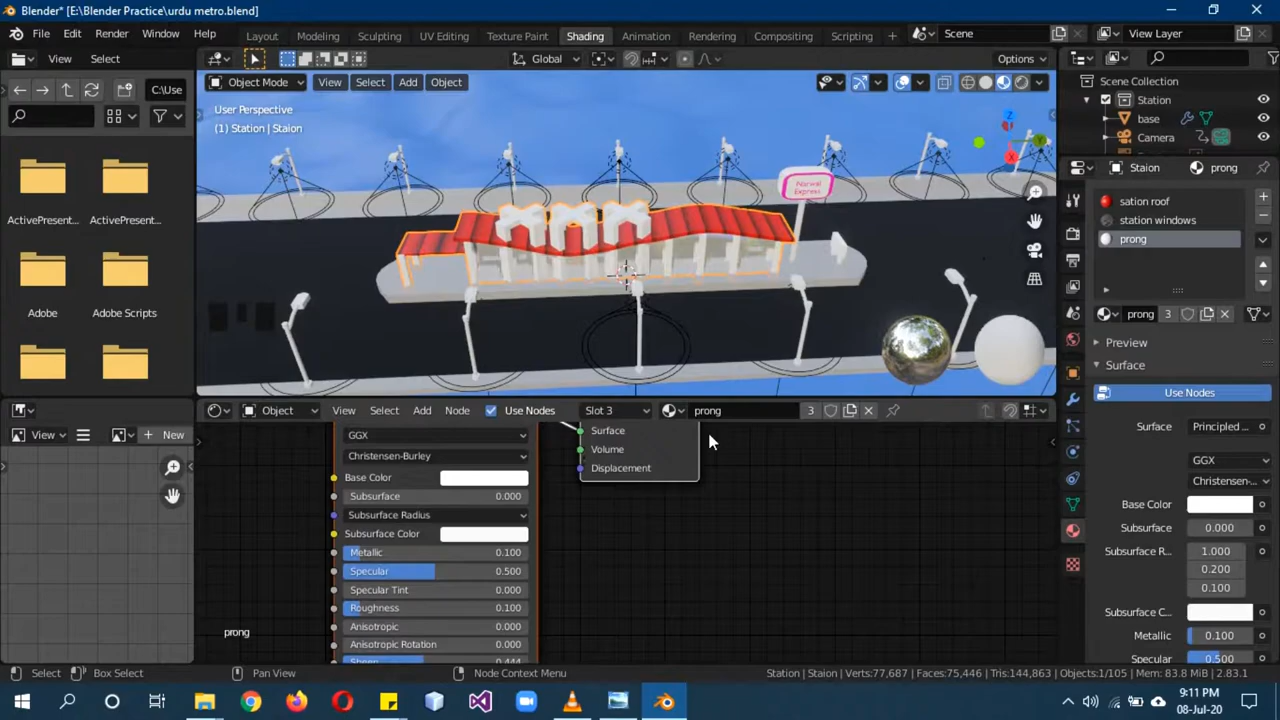 Blender* [E:\Blender Practice\urdu metro.blend]
File Edit Render Window Help Layout Modeling Sculpting UV Editing Texture Paint Shading Animation Rendering Compositing Scripting + Scene View Layer
View Select Global Options
C:\Use Object Mode View Select Add Object Scene Collection
User Perspective
(1) Station | Staion
Station
base
Camera
ActivePresent... ActivePresent...
Adobe Adobe Scripts
Narwal
Express
Staion prong
sation roof
station windows
prong
prong 3
Preview
Surface
Use Nodes
Surface Principled ...
GGX
Christensen-...
Base Color
Subsurface 0.000
Subsurface R... 1.000
0.200
0.100
Subsurface C...
Metallic 0.100
Specular 0.500
Object View Select Add Node Use Nodes Slot 3 prong 3
View New
GGX
Christensen-Burley
Base Color
Subsurface 0.000
Subsurface Radius
Subsurface Color
Metallic 0.100
Specular 0.500
Specular Tint 0.000
Roughness 0.100
Anisotropic 0.000
Anisotropic Rotation 0.000
Sheen 0.444
Surface
Volume
Displacement
prong
Select Box Select Pan View Node Context Menu Station | Staion | Verts:77,687 | Faces:75,446 | Tris:144,863 | Objects:1/105 | Mem: 83.8 MiB | 2.83.1
9:11 PM
08-Jul-20